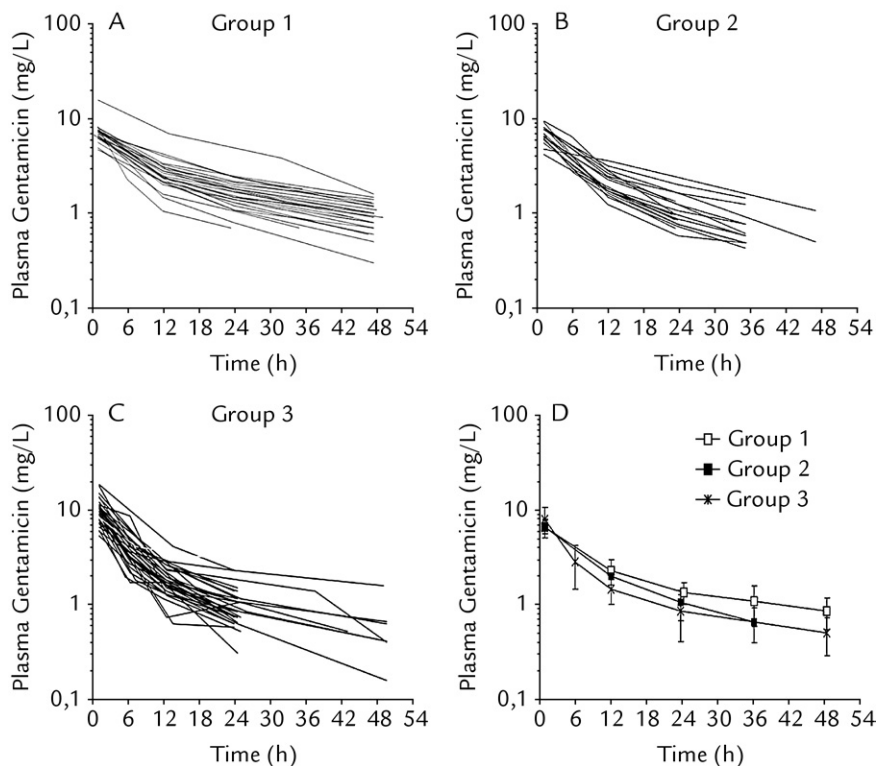 A Group 1
Plasma Gentamicin (mg/L)
100
10
1
0,1
0 6 12 18 24 30 36 42 48 54
Time (h)
B Group 2
Plasma Gentamicin (mg/L)
100
10
1
0,1
0 6 12 18 24 30 36 42 48 54
Time (h)
C Group 3
Plasma Gentamicin (mg/L)
100
10
1
0,1
0 6 12 18 24 30 36 42 48 54
Time (h)
D
Group 1
Group 2
Group 3
Plasma Gentamicin (mg/L)
100
10
1
0,1
0 6 12 18 24 30 36 42 48 54
Time (h)